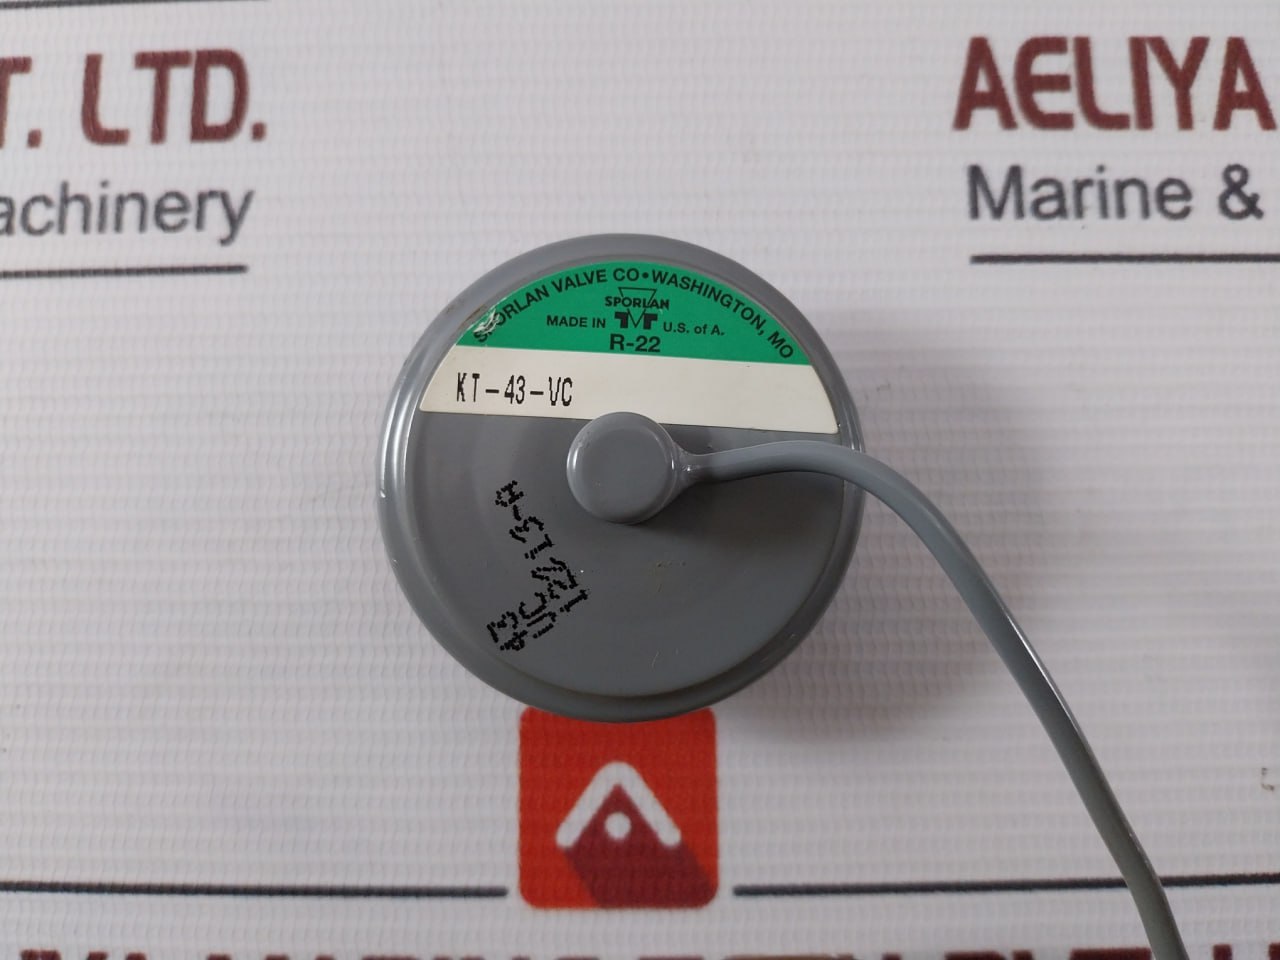 T. LTD.
achinery
AELIYA
Marine &
SPORLAN VALVE CO•WASHINGTON, MO
SPORLAN
MADE IN U.S. of A.
R-22
KT-43-VC